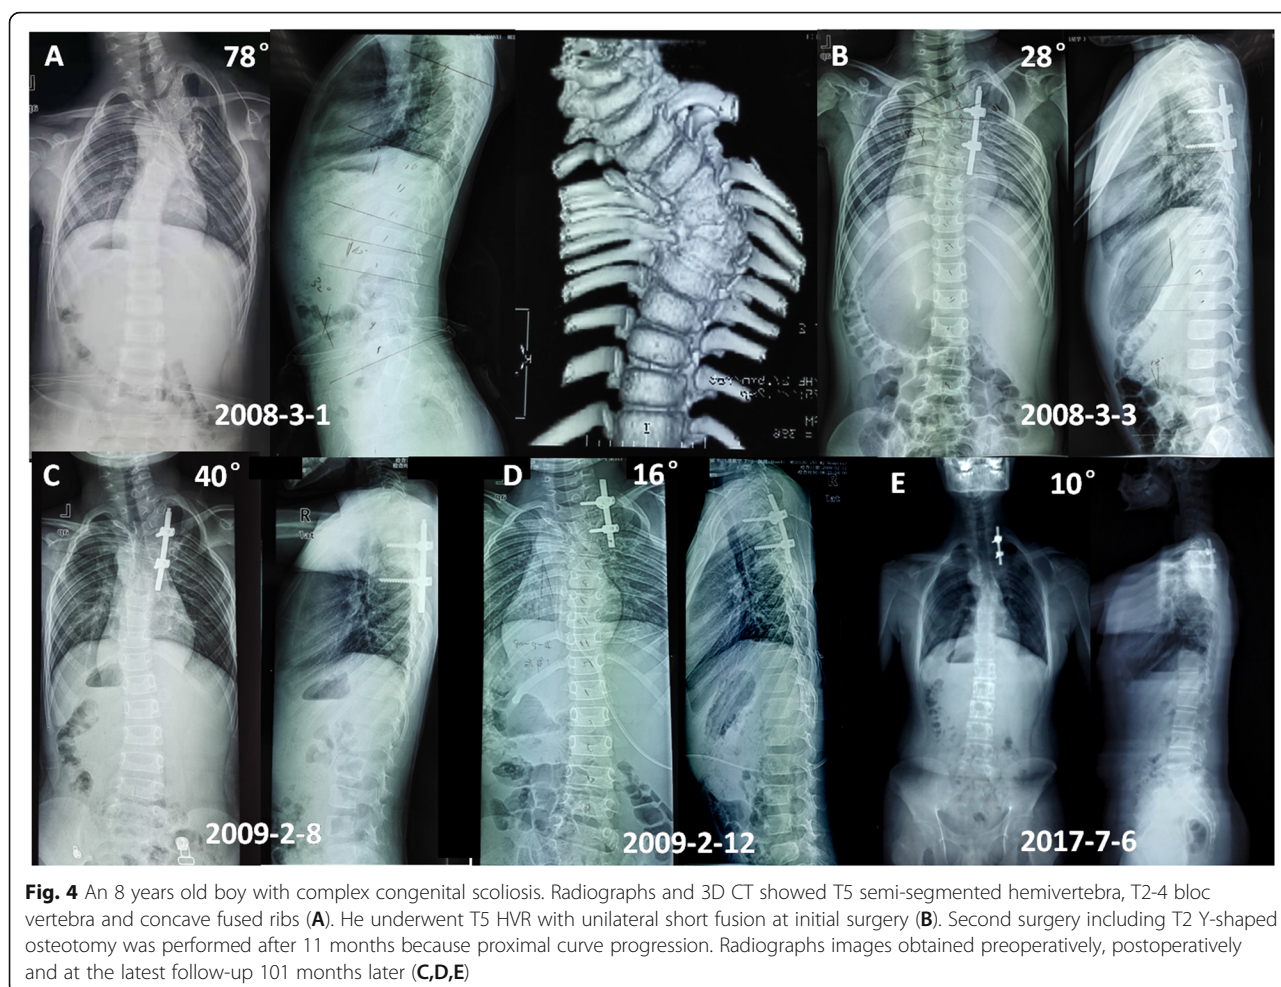 A 78° B 28°
2008-3-1 2008-3-3
C 40° R D 16° R E 10°
2009-2-8 2009-2-12 2017-7-6
Fig. 4 An 8 years old boy with complex congenital scoliosis. Radiographs and 3D CT showed T5 semi-segmented hemivertebra, T2-4 bloc
vertebra and concave fused ribs (A). He underwent T5 HVR with unilateral short fusion at initial surgery (B). Second surgery including T2 Y-shaped
osteotomy was performed after 11 months because proximal curve progression. Radiographs images obtained preoperatively, postoperatively
and at the latest follow-up 101 months later (C,D,E)